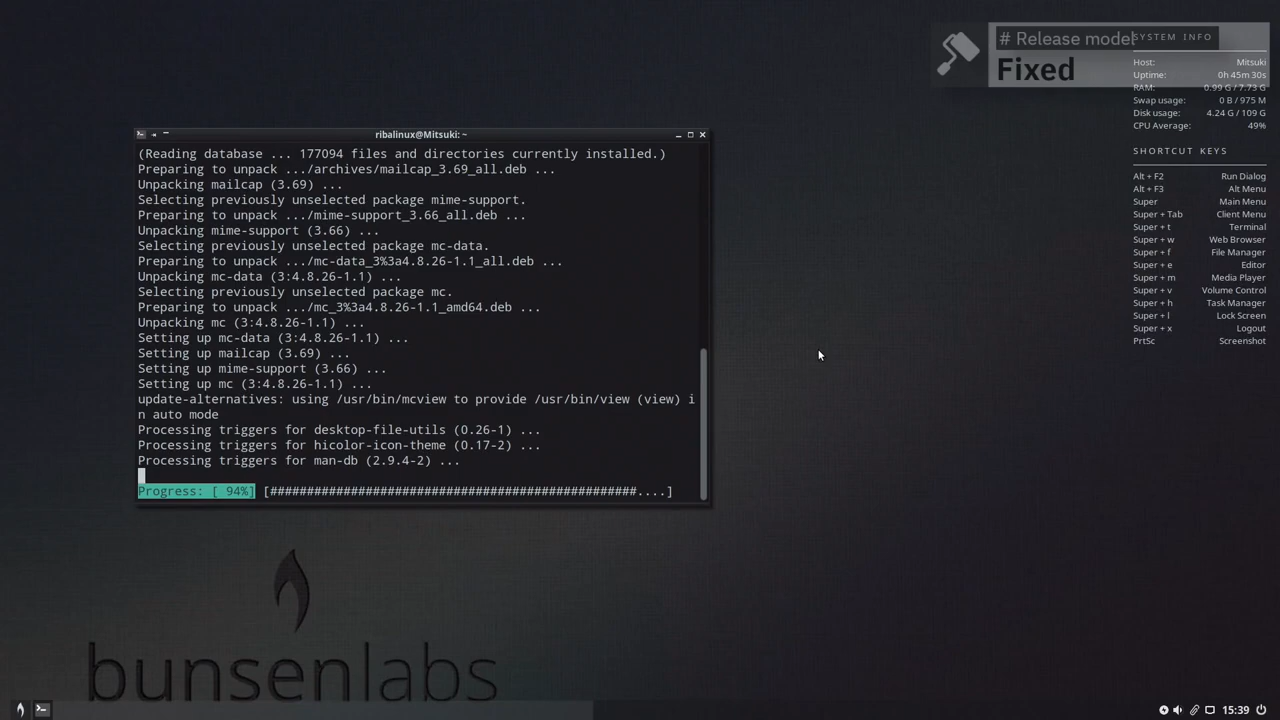 # Release model
Fixed
SYSTEM INFO
Host: Mitsuki
Uptime: 0h 45m 30s
RAM: 0.99 G / 7.73 G
Swap usage: 0 B / 975 M
Disk usage: 4.24 G / 109 G
CPU Average: 49%
SHORTCUT KEYS
Alt + F2 Run Dialog
Alt + F3 Alt Menu
Super Main Menu
Super + Tab Client Menu
Super + t Terminal
Super + w Web Browser
Super + f File Manager
Super + e Editor
Super + m Media Player
Super + v Volume Control
Super + h Task Manager
Super + l Lock Screen
Super + x Logout
PrtSc Screenshot
ribalinux@Mitsuki: ~
(Reading database ... 177094 files and directories currently installed.)
Preparing to unpack .../archives/mailcap_3.69_all.deb ...
Unpacking mailcap (3.69) ...
Selecting previously unselected package mime-support.
Preparing to unpack .../mime-support_3.66_all.deb ...
Unpacking mime-support (3.66) ...
Selecting previously unselected package mc-data.
Preparing to unpack .../mc-data_3%3a4.8.26-1.1_all.deb ...
Unpacking mc-data (3:4.8.26-1.1) ...
Selecting previously unselected package mc.
Preparing to unpack .../mc_3%3a4.8.26-1.1_amd64.deb ...
Unpacking mc (3:4.8.26-1.1) ...
Setting up mc-data (3:4.8.26-1.1) ...
Setting up mailcap (3.69) ...
Setting up mime-support (3.66) ...
Setting up mc (3:4.8.26-1.1) ...
update-alternatives: using /usr/bin/mcview to provide /usr/bin/view (view) i
n auto mode
Processing triggers for desktop-file-utils (0.26-1) ...
Processing triggers for hicolor-icon-theme (0.17-2) ...
Processing triggers for man-db (2.9.4-2) ...
Progress: [ 94%] [##################################################....]
bunsenlabs
15:39